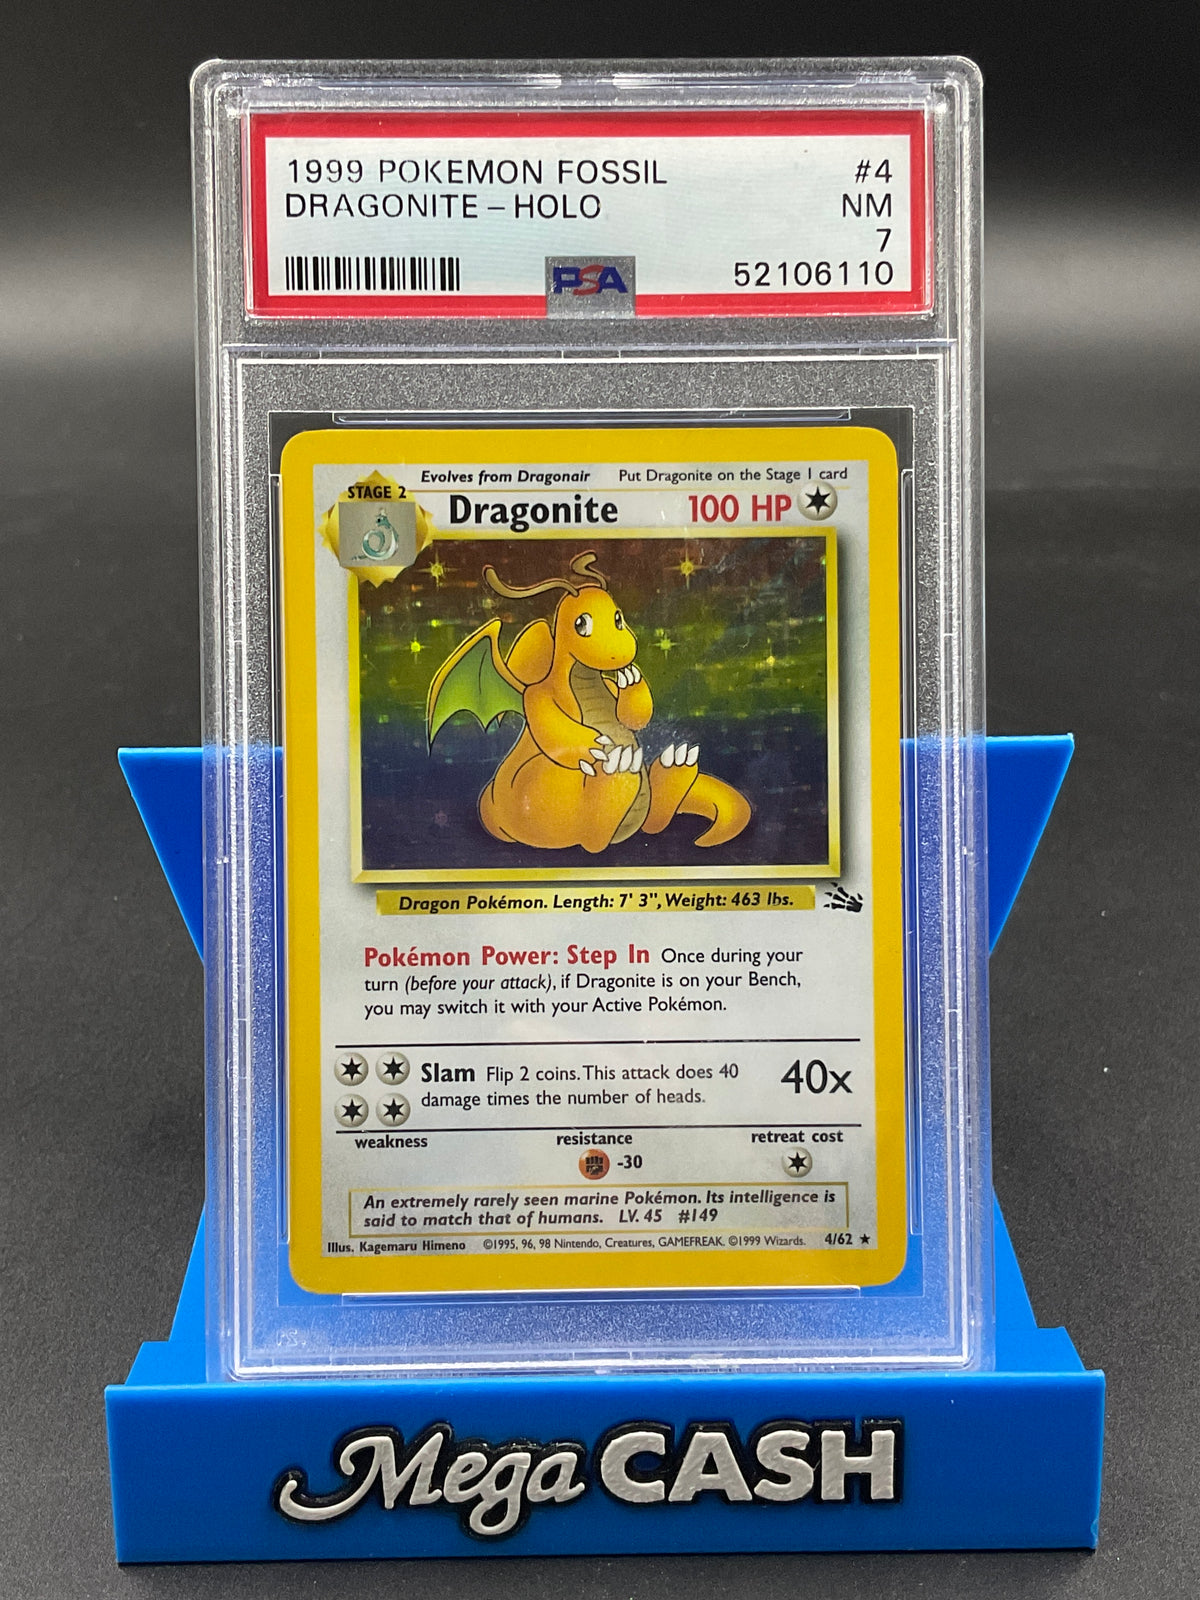 1999 POKEMON FOSSIL #4
DRAGONITE – HOLO NM
7
PSA 52106110
Evolves from Dragonair Put Dragonite on the Stage 1 card
STAGE 2
Dragonite 100 HP
Dragon Pokémon. Length: 7' 3", Weight: 463 lbs.
Pokémon Power: Step In Once during your
turn (before your attack), if Dragonite is on your Bench,
you may switch it with your Active Pokémon.
Slam Flip 2 coins. This attack does 40
damage times the number of heads.
40x
weakness resistance retreat cost
-30
An extremely rarely seen marine Pokémon. Its intelligence is
said to match that of humans. LV. 45 #149
Illus. Kagemaru Himeno ©1995, 96, 98 Nintendo, Creatures, GAMEFREAK. ©1999 Wizards. 4/62 ★
Mega CASH